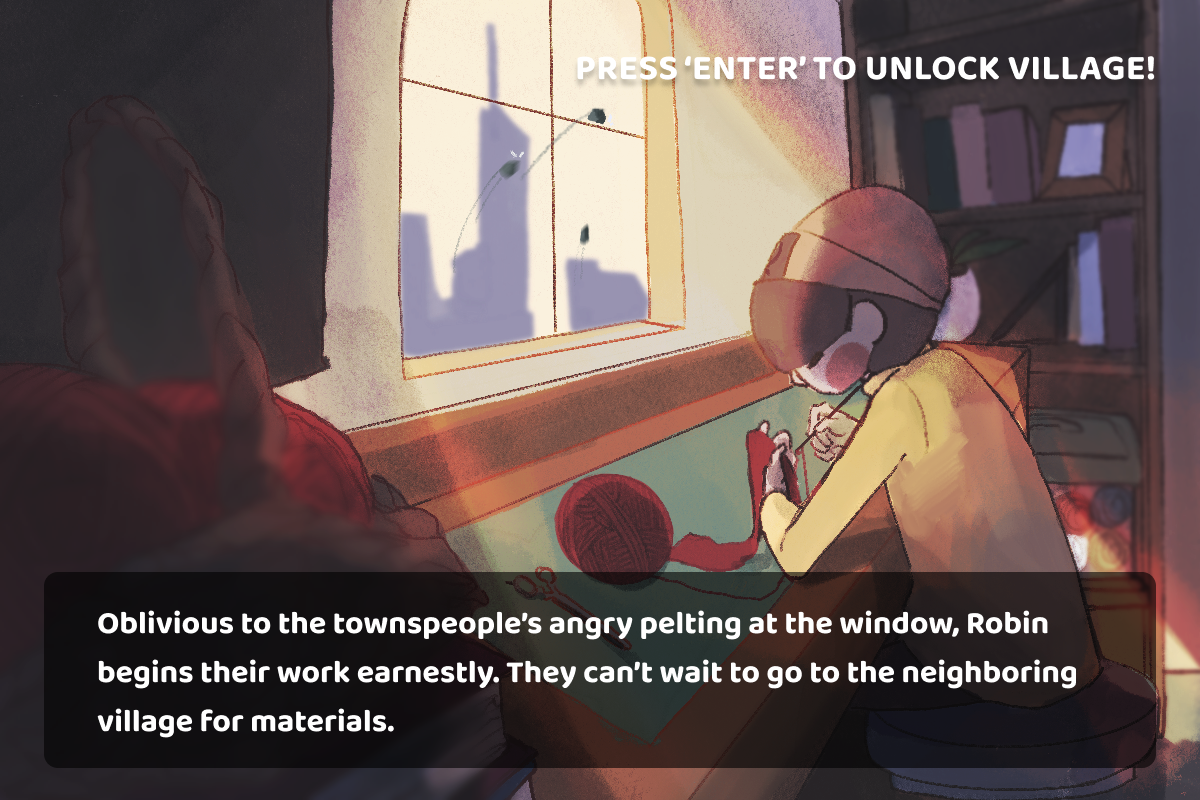 PRESS ‘ENTER’ TO UNLOCK VILLAGE!
Oblivious to the townspeople’s angry pelting at the window, Robin
begins their work earnestly. They can’t wait to go to the neighboring
village for materials.